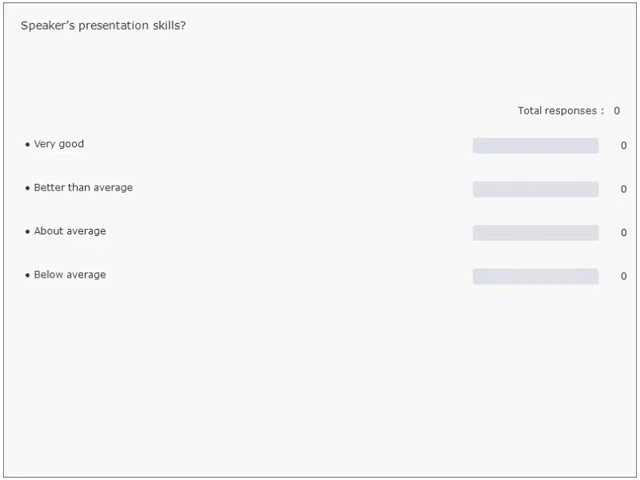 Speaker's presentation skills?
Total responses : 0
• Very good 0
• Better than average 0
• About average 0
• Below average 0